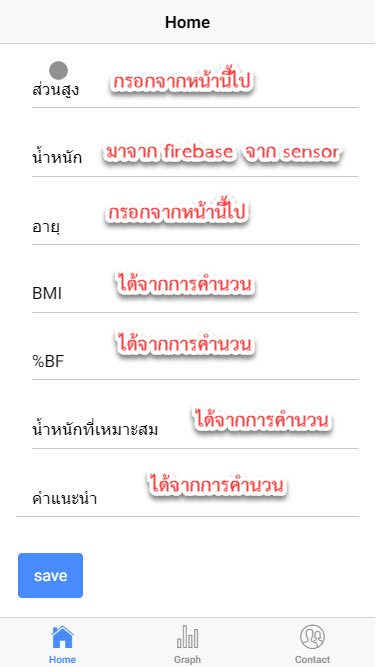 Home
ส่วนสูง กรอกจากหน้านี้ไป
น้ำหนัก มาจาก firebase จาก sensor
อายุ กรอกจากหน้านี้ไป
BMI ได้จากการคำนวน
%BF ได้จากการคำนวน
น้ำหนักที่เหมาะสม ได้จากการคำนวน
คำแนะนำ ได้จากการคำนวน
save
Home Graph Contact